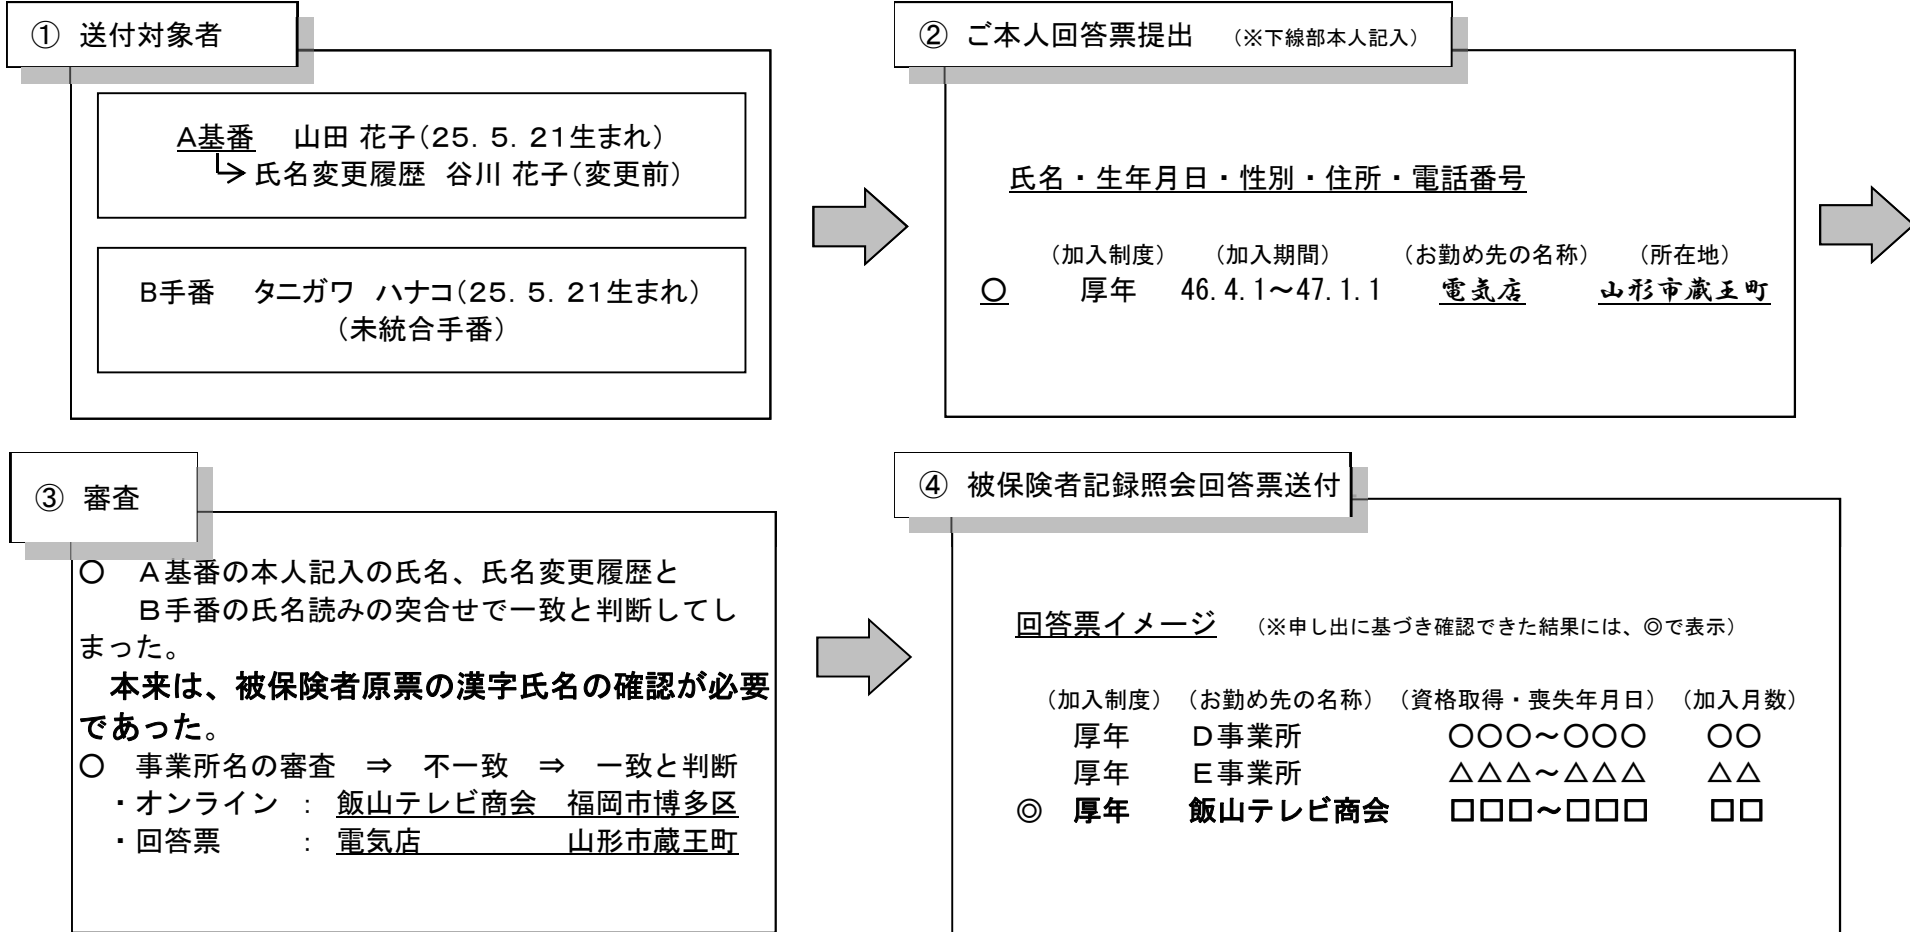 ① 送付対象者
A基番　山田 花子(25．5．21生まれ)
氏名変更履歴　谷川 花子(変更前)
B手番　タニガワ　ハナコ(25．5．21生まれ)
(未統合手番)
② ご本人回答票提出　(※下線部本人記入)
氏名・生年月日・性別・住所・電話番号
(加入制度)　(加入期間)　(お勤め先の名称)　(所在地)
○　厚年　46.4.1～47.1.1　電気店　山形市蔵王町
③ 審査
○　A基番の本人記入の氏名、氏名変更履歴と
B手番の氏名読みの突合せで一致と判断してし
まった。
本来は、被保険者原票の漢字氏名の確認が必要
であった。
○　事業所名の審査　⇒　不一致　⇒　一致と判断
・オンライン　:　飯山テレビ商会　福岡市博多区
・回答票　:　電気店　山形市蔵王町
④ 被保険者記録照会回答票送付
回答票イメージ　(※申し出に基づき確認できた結果には、◎で表示)
(加入制度)　(お勤め先の名称)　(資格取得・喪失年月日)　(加入月数)
厚年　D事業所　○○○～○○○　○○
厚年　E事業所　△△△～△△△　△△
◎　厚年　飯山テレビ商会　□□□～□□□　□□